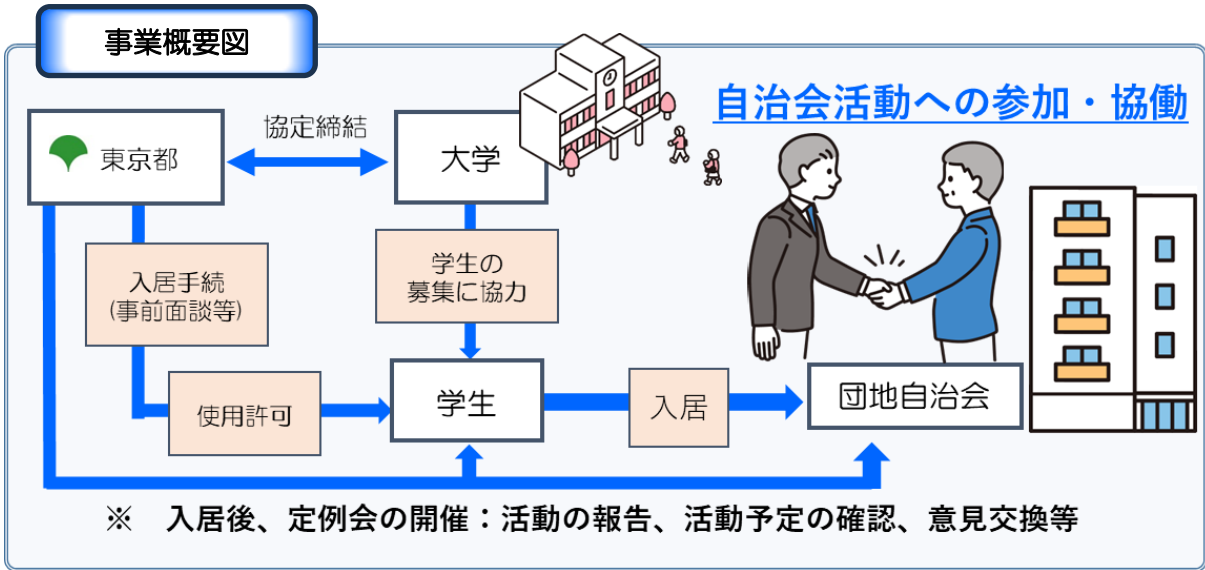 事業概要図
自治会活動への参加・協働
東京都
協定締結
大学
入居手続
(事前面談等)
学生の
募集に協力
使用許可
学生
入居
団地自治会
※　入居後、定例会の開催：活動の報告、活動予定の確認、意見交換等